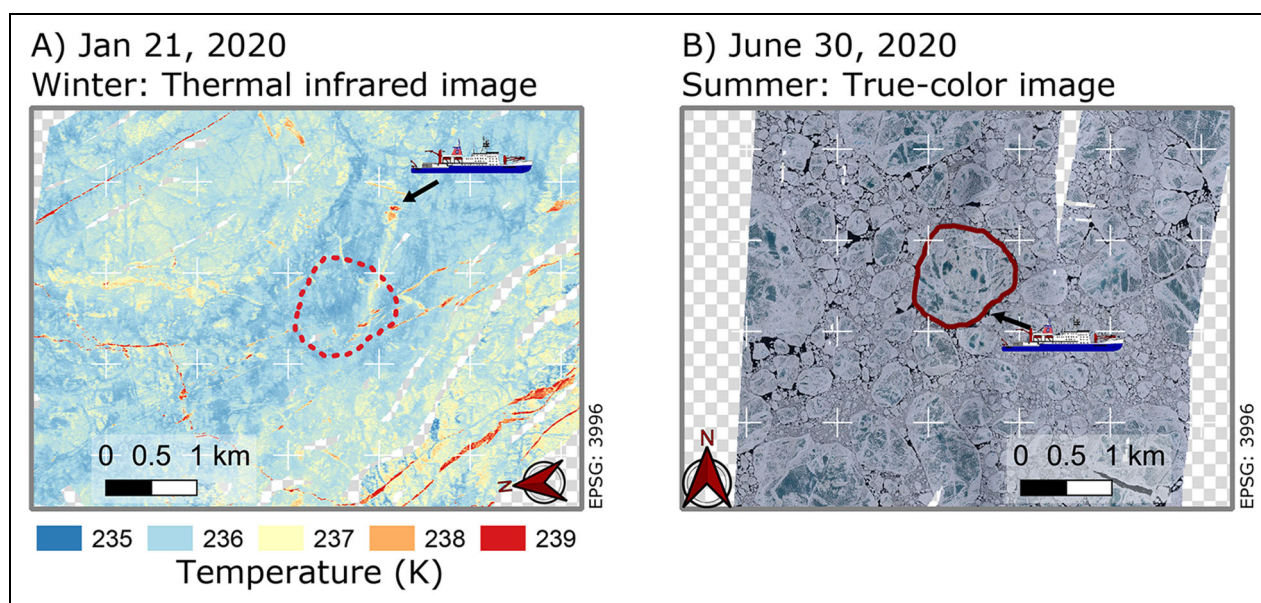 A) Jan 21, 2020
Winter: Thermal infrared image
0 0.5 1 km
N
EPSG: 3996
235 236 237 238 239
Temperature (K)
B) June 30, 2020
Summer: True-color image
N
0 0.5 1 km
EPSG: 3996